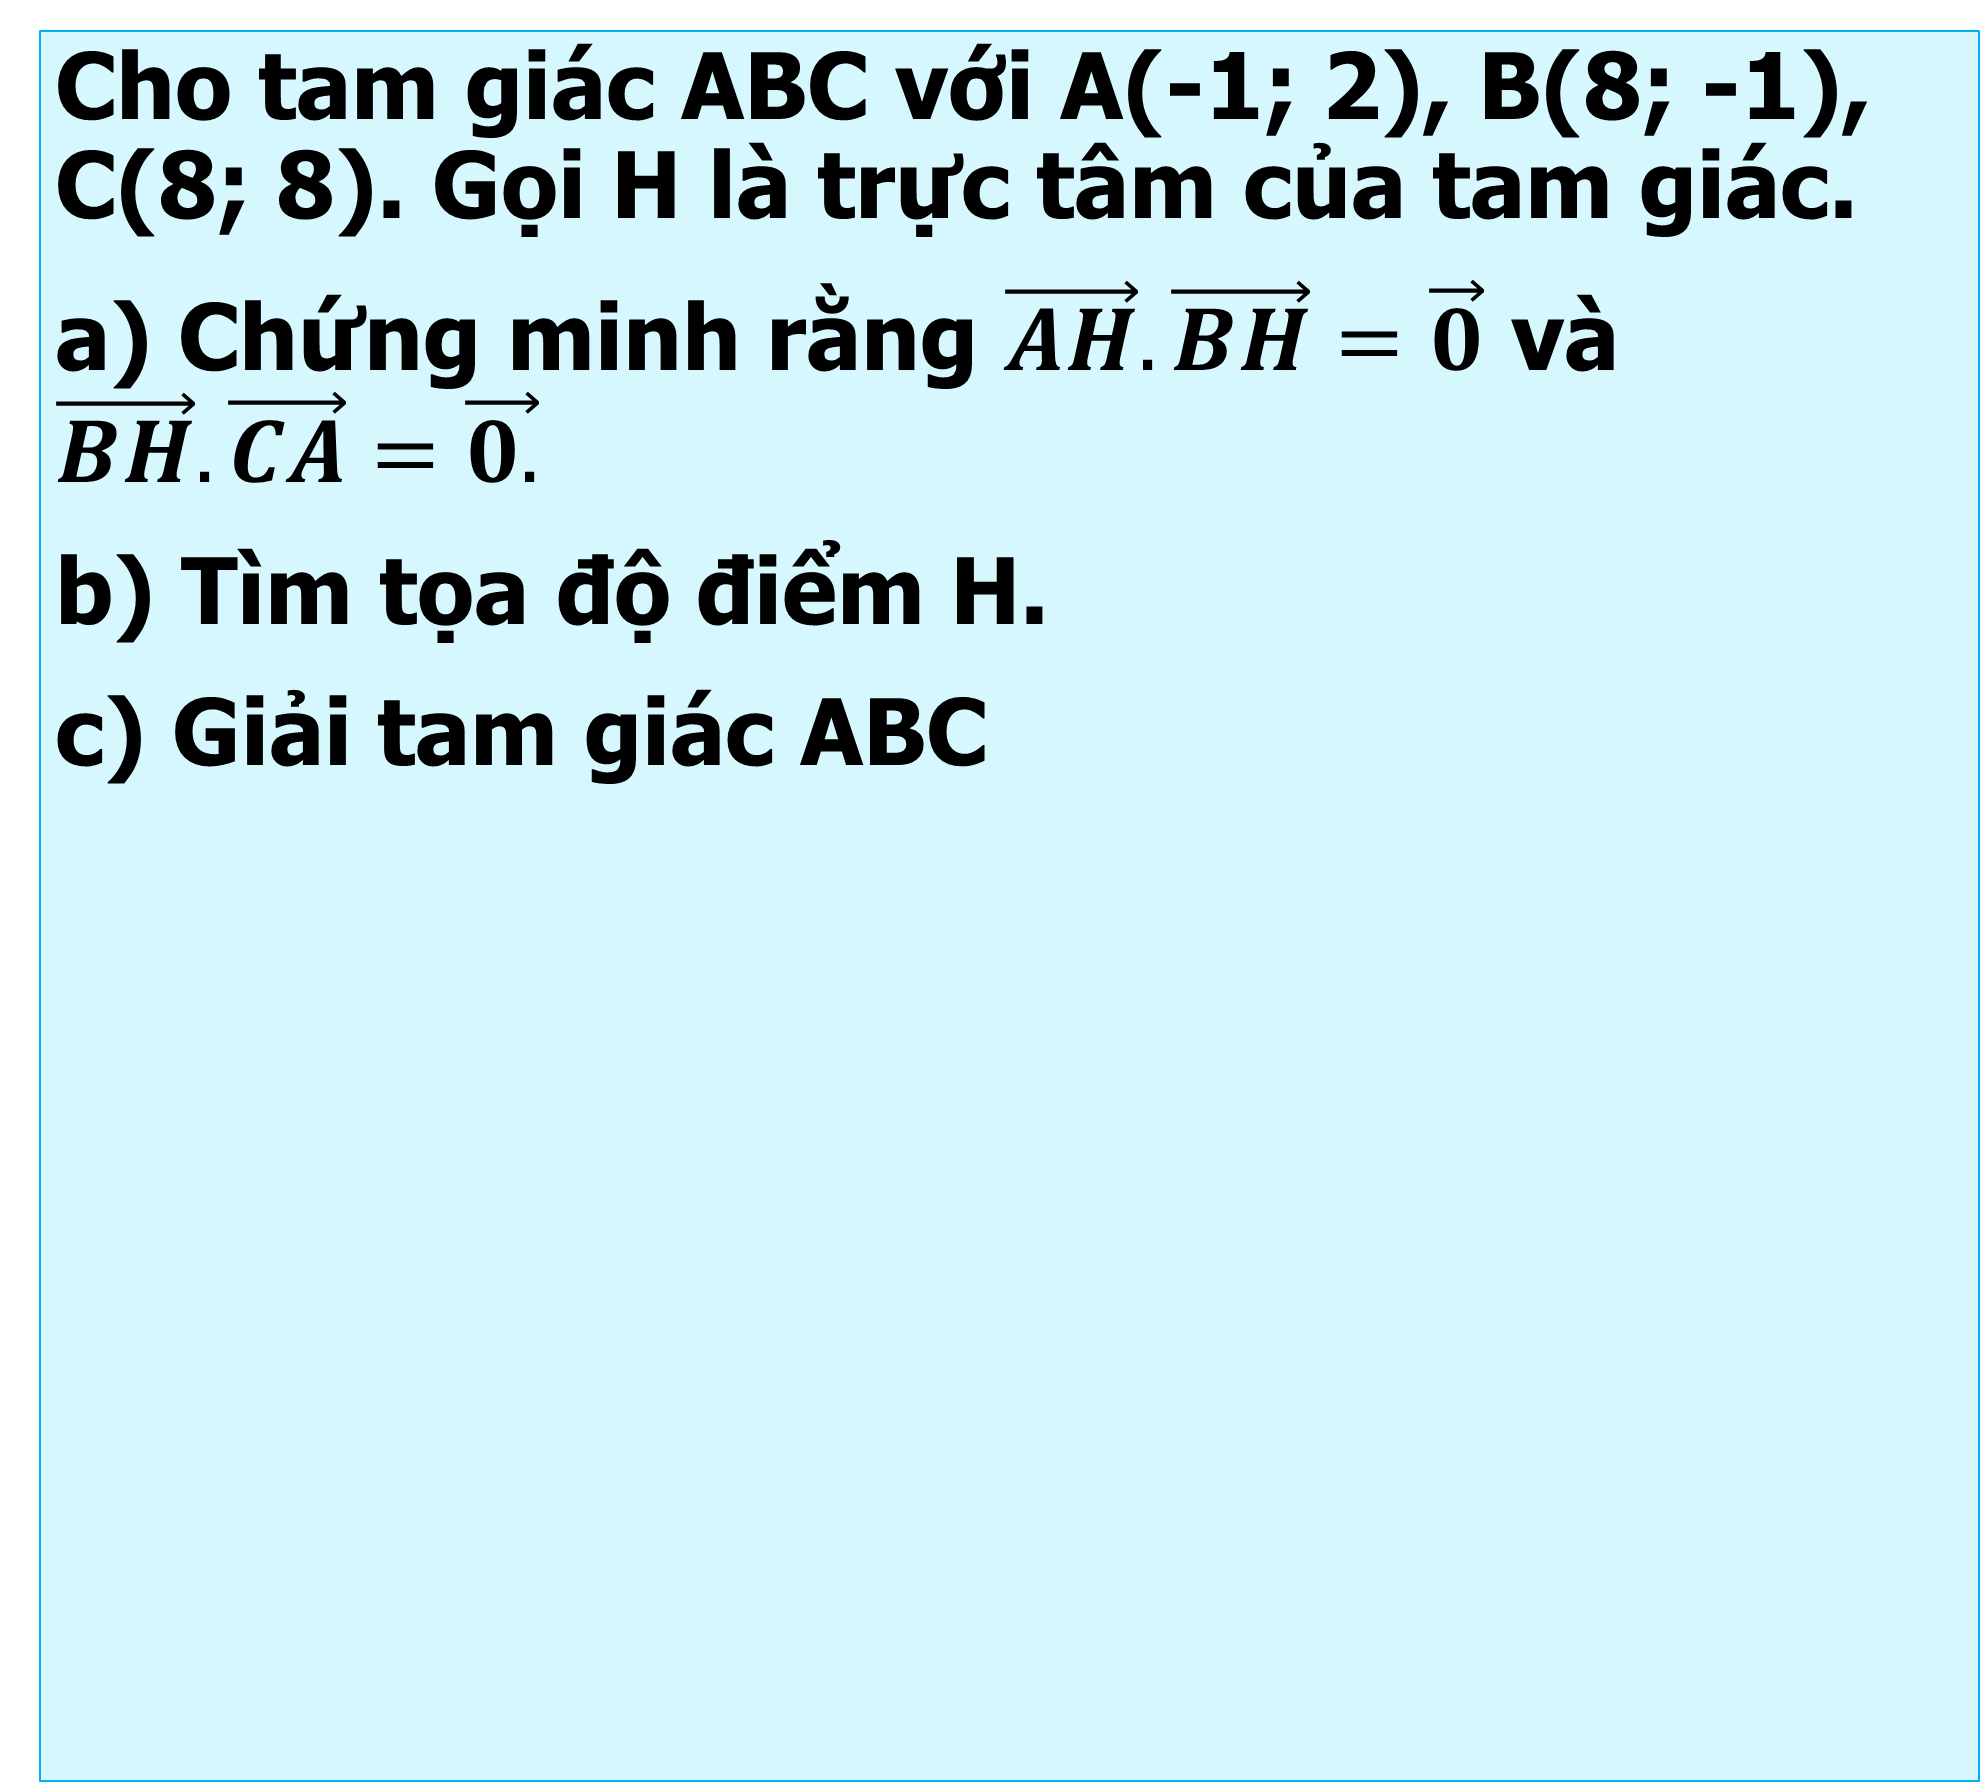 Cho tam giác ABC với A(-1; 2), B(8; -1),
C(8; 8). Gọi H là trực tâm của tam giác.
a) Chứng minh rằng $\overrightarrow{AH}.\overrightarrow{BH} = \overrightarrow{0}$ và
$\overrightarrow{BH}.\overrightarrow{CA} = \overrightarrow{0.}$
b) Tìm tọa độ điểm H.
c) Giải tam giác ABC